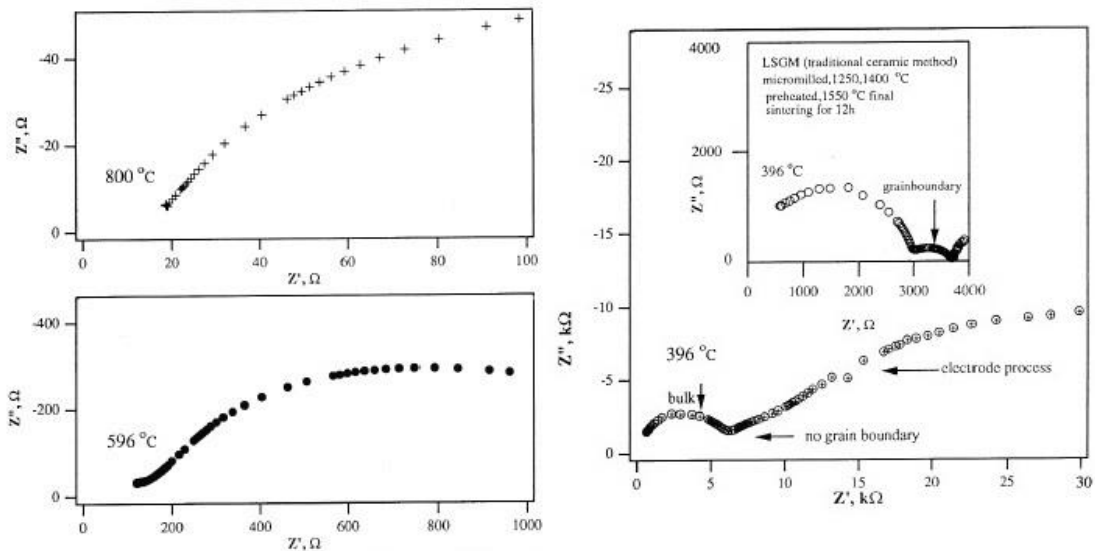 -40
-20
0
Z", Ω
800 °C
0 20 40 60 80 100
Z', Ω
-400
-200
0
Z", Ω
596 °C
0 200 400 600 800 1000
Z', Ω
-25
-20
-15
-10
-5
0
Z", kΩ
4000
2000
0
Z", Ω
LSGM (traditional ceramic method)
micromilled,1250,1400 °C
preheated,1550 °C final
sintering for 12h
396 °C
grainboundary
0 1000 2000 3000 4000
Z', Ω
396 °C
bulk
electrode process
no grain boundary
0 5 10 15 20 25 30
Z', kΩ